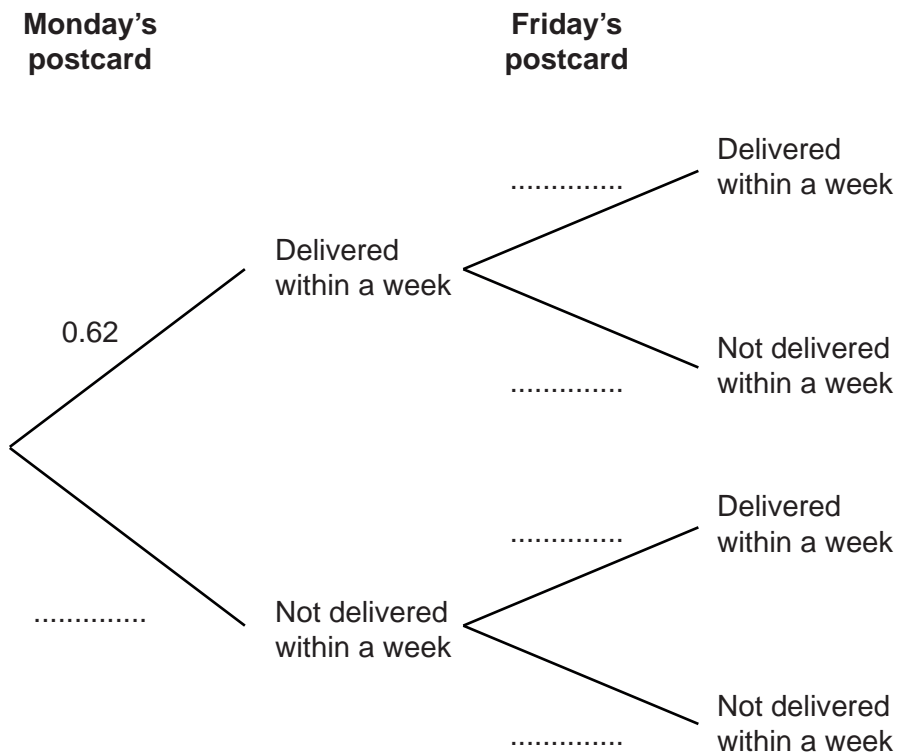 Monday’s
postcard
Friday’s
postcard
..............
Delivered
within a week
Delivered
within a week
0.62
Not delivered
within a week
..............
Delivered
within a week
..............
..............
Not delivered
within a week
Not delivered
within a week
..............